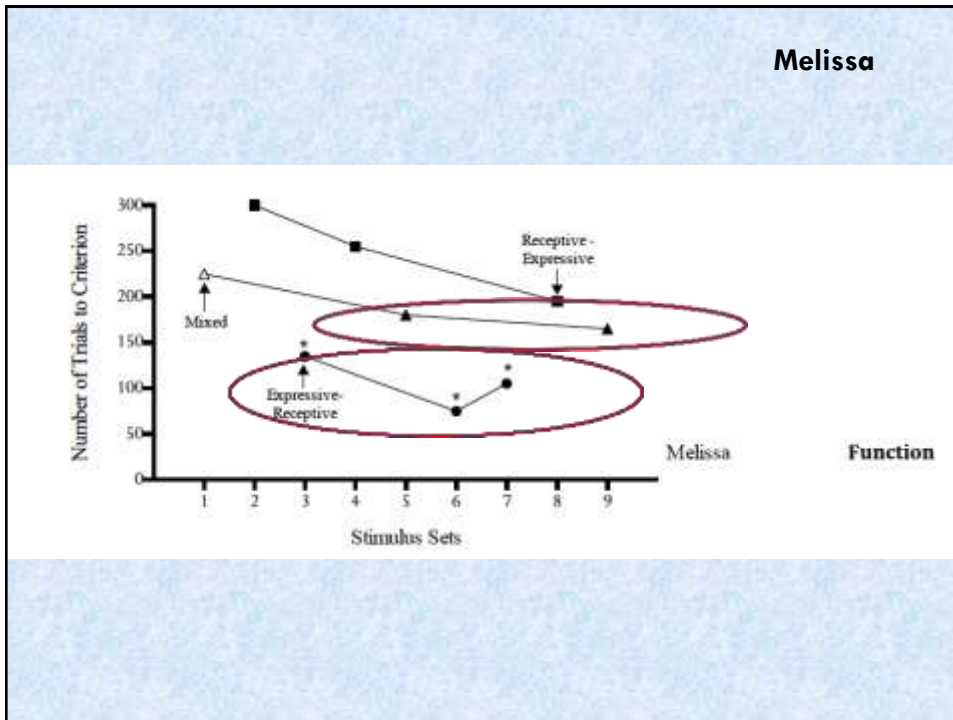 Melissa
Number of Trials to Criterion
300
250
200
150
100
50
0
Receptive -
Expressive
Mixed
*
*
*
Expressive-
Receptive
1 2 3 4 5 6 7 8 9
Stimulus Sets
Melissa Function